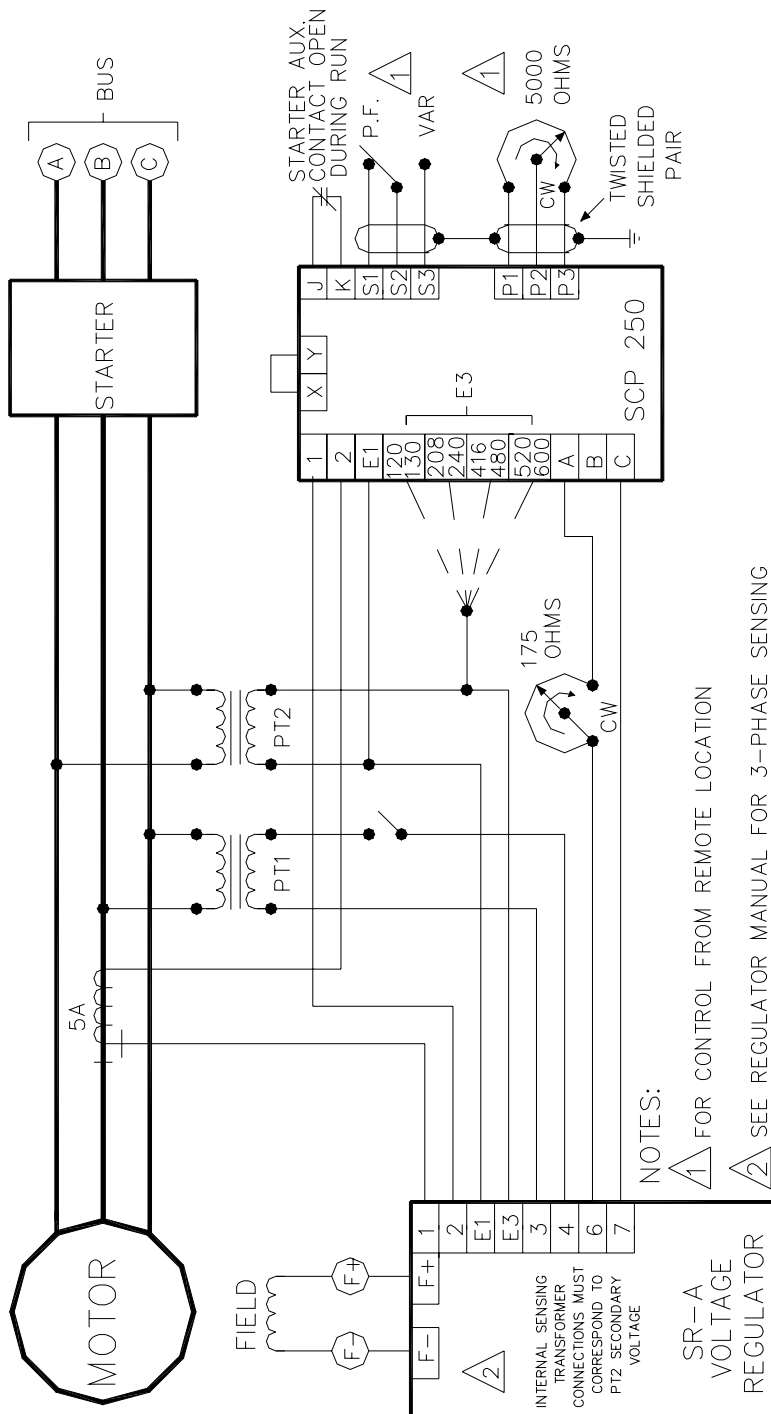 MOTOR
5A
STARTER
A
B
C
BUS
PT1
PT2
FIELD
F-
F+
F-
F+
2
INTERNAL SENSING
TRANSFORMER
CONNECTIONS MUST
CORRESPOND TO
PT2 SECONDARY
VOLTAGE
1
2
E1
E3
3
4
6
7
SR-A
VOLTAGE
REGULATOR
175
OHMS
CW
1
2
E1
120
130
208
240
416
480
520
600
E3
A
B
C
X
Y
J
K
S1
S2
S3
P1
P2
P3
SCP 250
STARTER AUX.
CONTACT OPEN
DURING RUN
P.F.
VAR
1
1
5000
OHMS
CW
TWISTED
SHIELDED
PAIR
NOTES:
1 FOR CONTROL FROM REMOTE LOCATION
2 SEE REGULATOR MANUAL FOR 3-PHASE SENSING